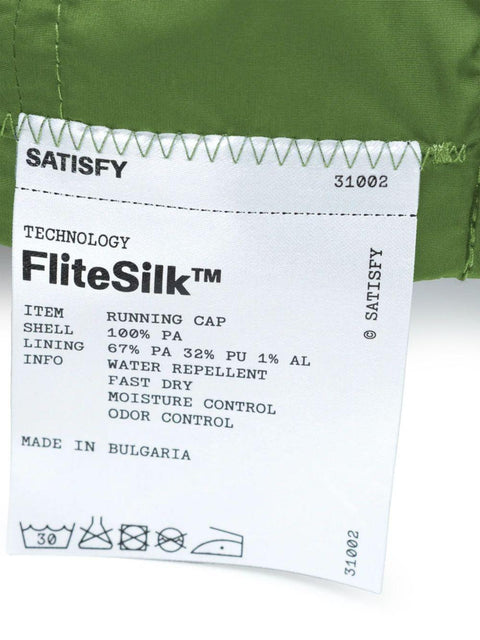 SATISFY
31002
TECHNOLOGY
FliteSilk™
ITEM RUNNING CAP
SHELL 100% PA
LINING 67% PA 32% PU 1% AL
INFO WATER REPELLENT
FAST DRY
MOISTURE CONTROL
ODOR CONTROL
MADE IN BULGARIA
© SATISFY
30
31002